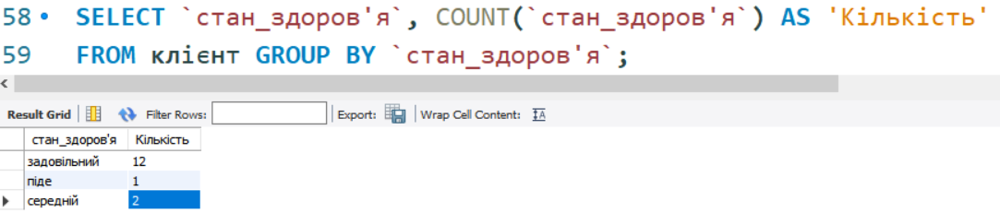 58 SELECT `стан_здоров'я`, COUNT(`стан_здоров'я`) AS 'Кількість'
59 FROM клієнт GROUP BY `стан_здоров'я`;
Result Grid Filter Rows: Export: Wrap Cell Content:
стан_здоров'я Кількість
задовільний 12
піде 1
середній 2